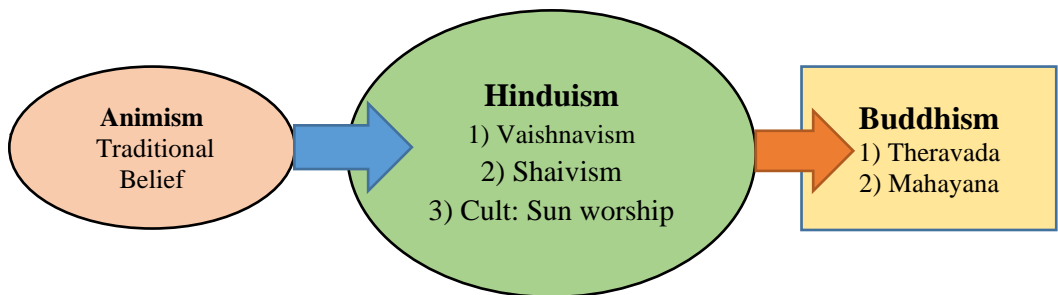 Animism
Traditional
Belief
Hinduism
1) Vaishnavism
2) Shaivism
3) Cult: Sun worship
Buddhism
1) Theravada
2) Mahayana